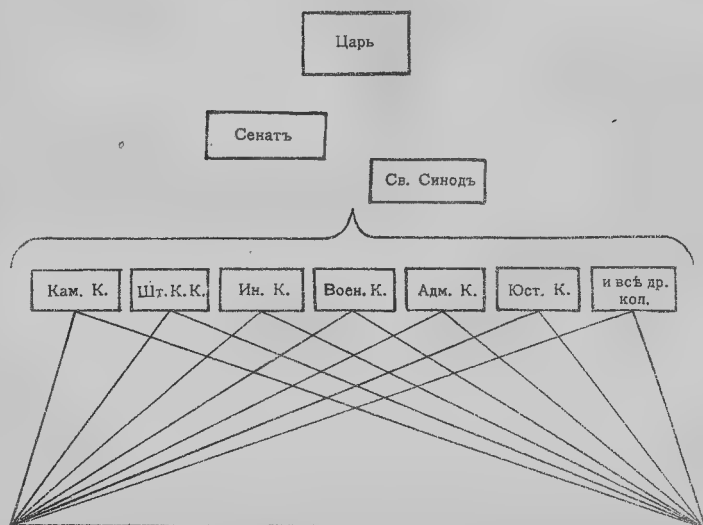 Царь
Сенатъ
Св. Синодъ
Кам. К.
Шт. К. К.
Ин. К.
Воен. К.
Адм. К.
Юст. К.
и всѣ др.
кол.